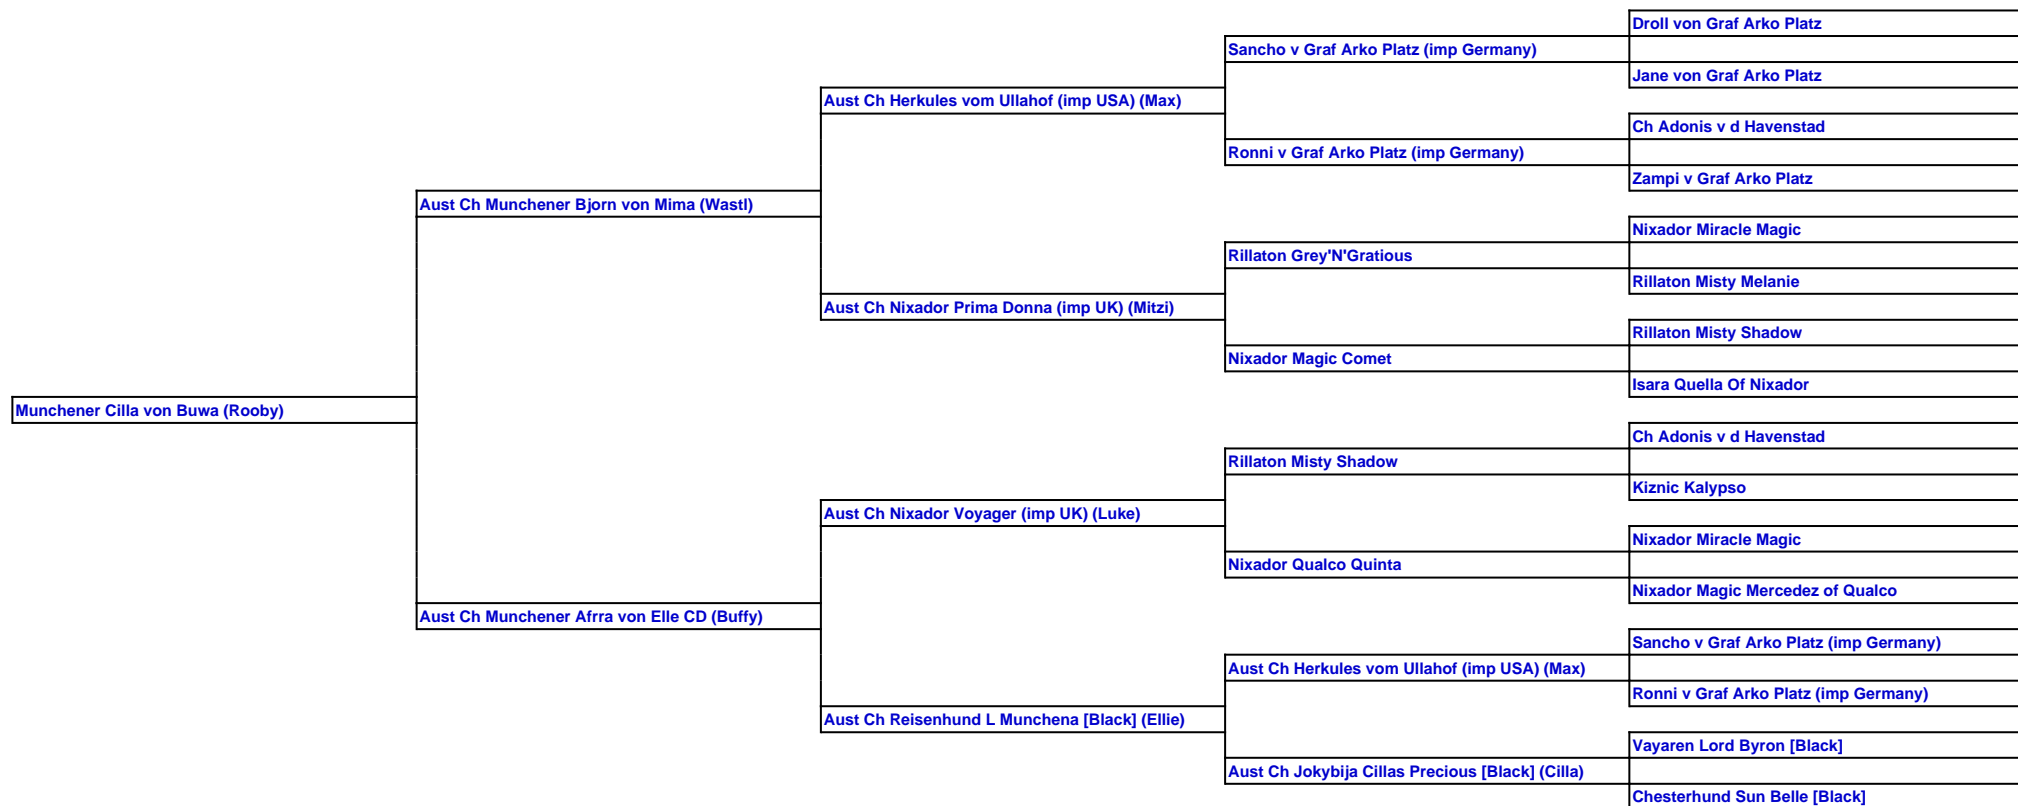 Droll von Graf Arko Platz
Sancho v Graf Arko Platz (imp Germany)
Jane von Graf Arko Platz
Aust Ch Herkules vom Ullahof (imp USA) (Max)
Ch Adonis v d Havenstad
Ronni v Graf Arko Platz (imp Germany)
Zampi v Graf Arko Platz
Aust Ch Munchener Bjorn von Mima (Wastl)
Nixador Miracle Magic
Rillaton Grey'N'Gratious
Rillaton Misty Melanie
Aust Ch Nixador Prima Donna (imp UK) (Mitzi)
Rillaton Misty Shadow
Nixador Magic Comet
Isara Quella Of Nixador
Munchener Cilla von Buwa (Rooby)
Ch Adonis v d Havenstad
Rillaton Misty Shadow
Kiznic Kalypso
Aust Ch Nixador Voyager (imp UK) (Luke)
Nixador Miracle Magic
Nixador Qualco Quinta
Nixador Magic Mercedez of Qualco
Aust Ch Munchener Afrra von Elle CD (Buffy)
Sancho v Graf Arko Platz (imp Germany)
Aust Ch Herkules vom Ullahof (imp USA) (Max)
Ronni v Graf Arko Platz (imp Germany)
Aust Ch Reisenhund L Munchena [Black] (Ellie)
Vayaren Lord Byron [Black]
Aust Ch Jokybija Cillas Precious [Black] (Cilla)
Chesterhund Sun Belle [Black]